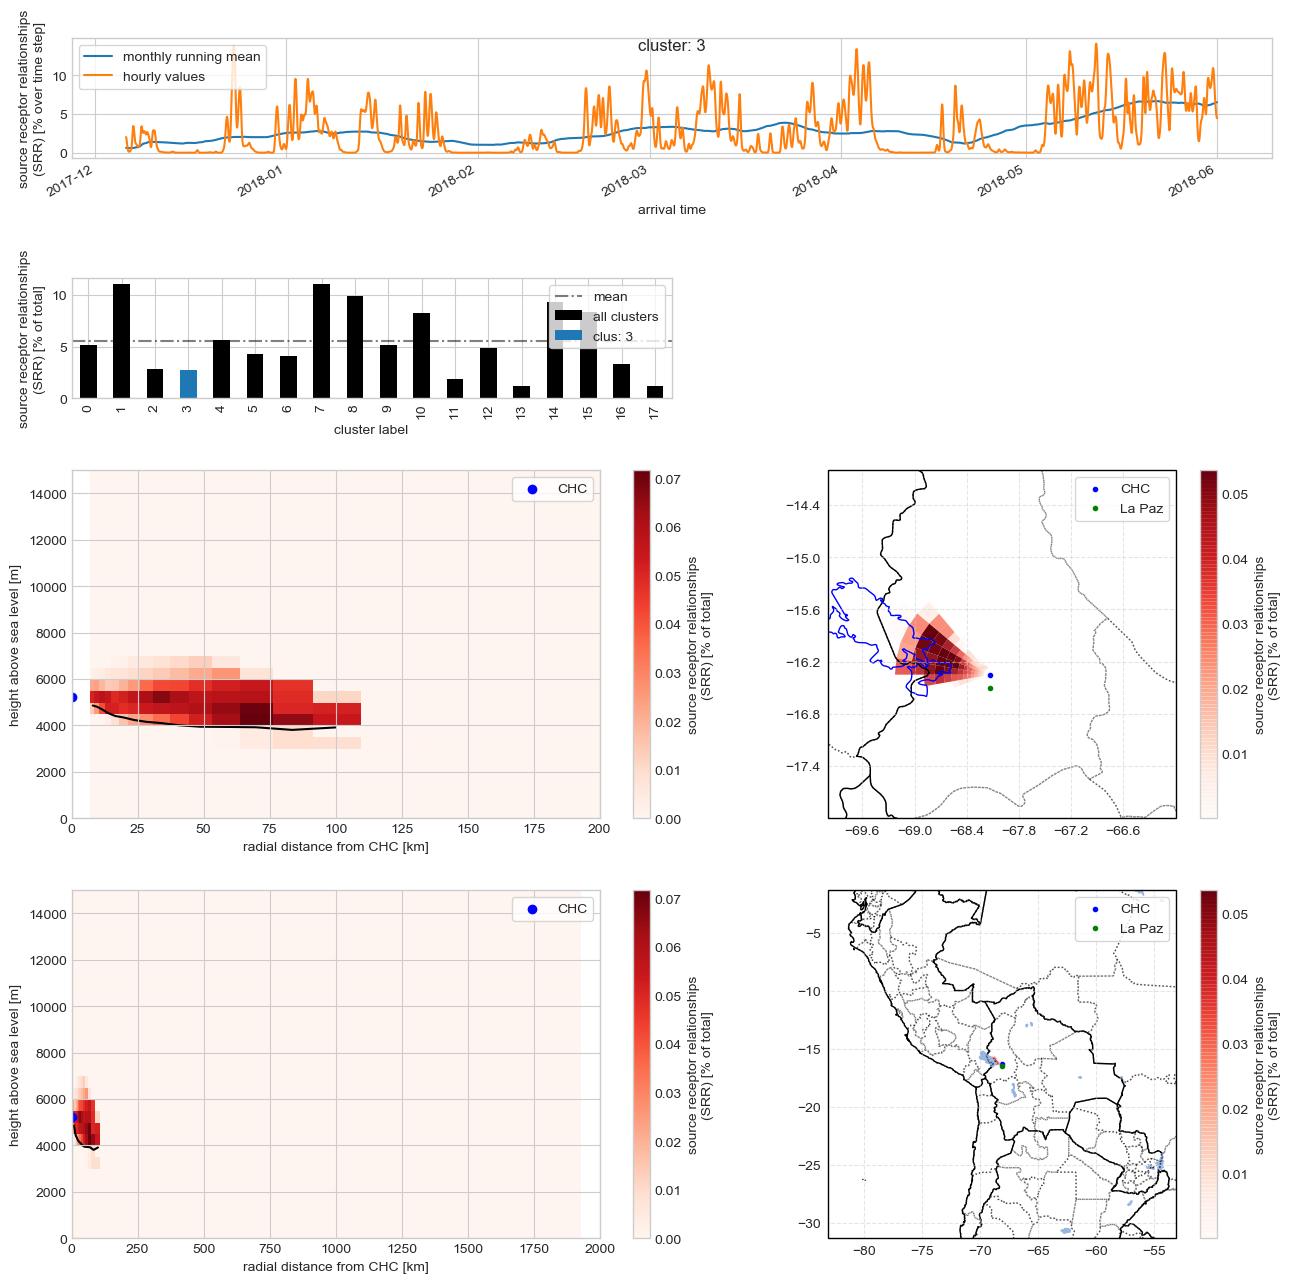 cluster: 3
source receptor relationships
(SRR) [% over time step]
monthly running mean
hourly values
10
5
0
2017-12
2018-01
2018-02
2018-03
2018-04
2018-05
2018-06
arrival time
source receptor relationships
(SRR) [% of total]
10
5
0
mean
all clusters
clus: 3
0 1 2 3 4 5 6 7 8 9 10 11 12 13 14 15 16 17
cluster label
height above sea level [m]
14000
12000
10000
8000
6000
4000
2000
0
CHC
0 25 50 75 100 125 150 175 200
radial distance from CHC [km]
0.07
0.06
0.05
0.04
0.03
0.02
0.01
0.00
source receptor relationships
(SRR) [% of total]
−14.4
−15.0
−15.6
−16.2
−16.8
−17.4
CHC
La Paz
−69.6 −69.0 −68.4 −67.8 −67.2 −66.6
0.05
0.04
0.03
0.02
0.01
source receptor relationships
(SRR) [% of total]
height above sea level [m]
14000
12000
10000
8000
6000
4000
2000
0
CHC
0 250 500 750 1000 1250 1500 1750 2000
radial distance from CHC [km]
0.07
0.06
0.05
0.04
0.03
0.02
0.01
0.00
source receptor relationships
(SRR) [% of total]
−5
−10
−15
−20
−25
−30
CHC
La Paz
−80 −75 −70 −65 −60 −55
0.05
0.04
0.03
0.02
0.01
source receptor relationships
(SRR) [% of total]